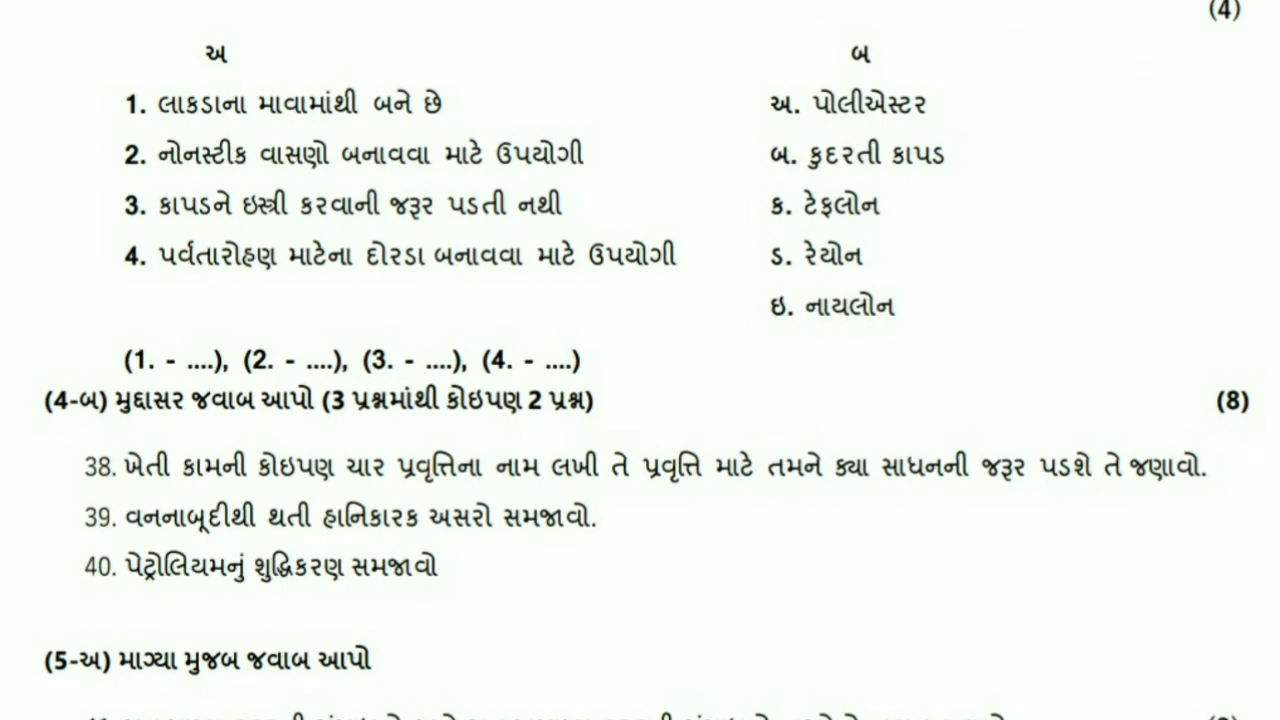 (4)
અ બ
1. લાકડાના માવામાંથી બને છે અ. પોલીએસ્ટર
2. નોનસ્ટીક વાસણો બનાવવા માટે ઉપયોગી બ. કુદરતી કાપડ
3. કાપડને ઇસ્ત્રી કરવાની જરૂર પડતી નથી ક. ટેફલોન
4. પર્વતારોહણ માટેના દોરડા બનાવવા માટે ઉપયોગી ડ. રેયોન
ઇ. નાયલોન
(1. - ....), (2. - ....), (3. - ....), (4. - ....)
(4-બ) મુદ્દાસર જવાબ આપો (3 પ્રશ્નમાંથી કોઇપણ 2 પ્રશ્ન) (8)
38. ખેતી કામની કોઇપણ ચાર પ્રવૃત્તિના નામ લખી તે પ્રવૃત્તિ માટે તમને ક્યા સાધનની જરૂર પડશે તે જણાવો.
39. વનનાબૂદીથી થતી હાનિકારક અસરો સમજાવો.
40. પેટ્રોલિયમનું શુદ્ધિકરણ સમજાવો
(5-અ) માગ્યા મુજબ જવાબ આપો